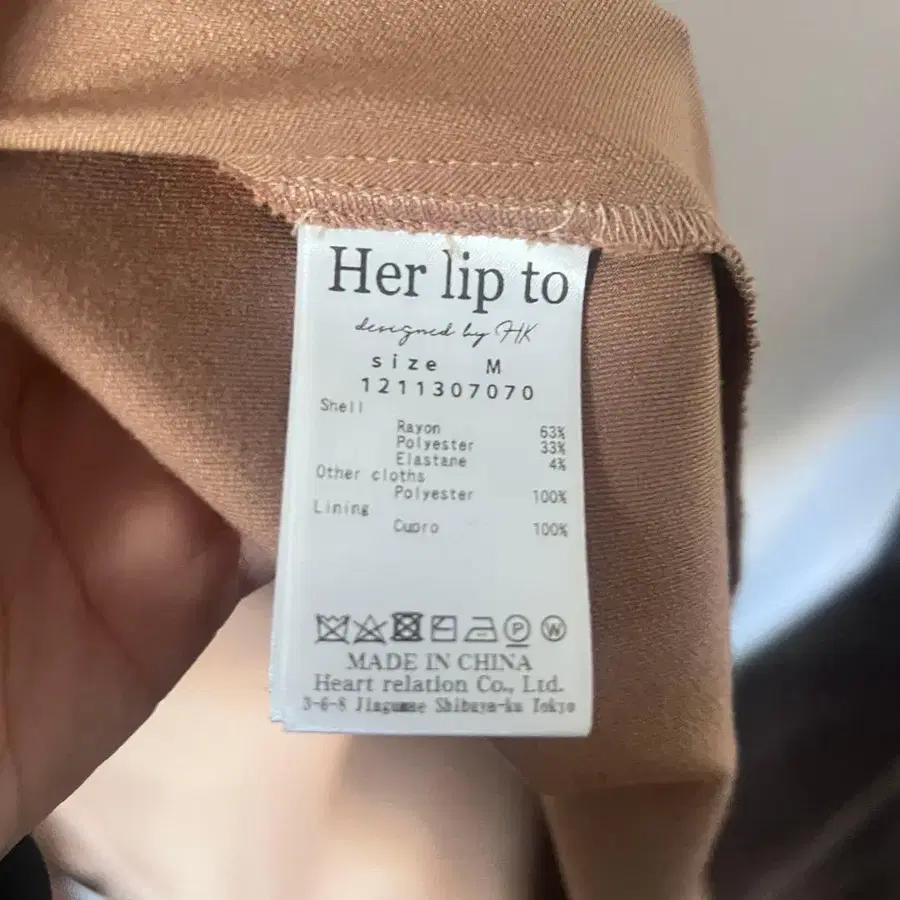 Her lip to
designed by HK
size M
1211307070
Shell
Rayon 63%
Polyester 33%
Elastane 4%
Other cloths
Polyester 100%
Lining
Cupro 100%
P W
MADE IN CHINA
Heart relation Co., Ltd.
3-6-8 Jingumae Shibuya-ku Tokyo